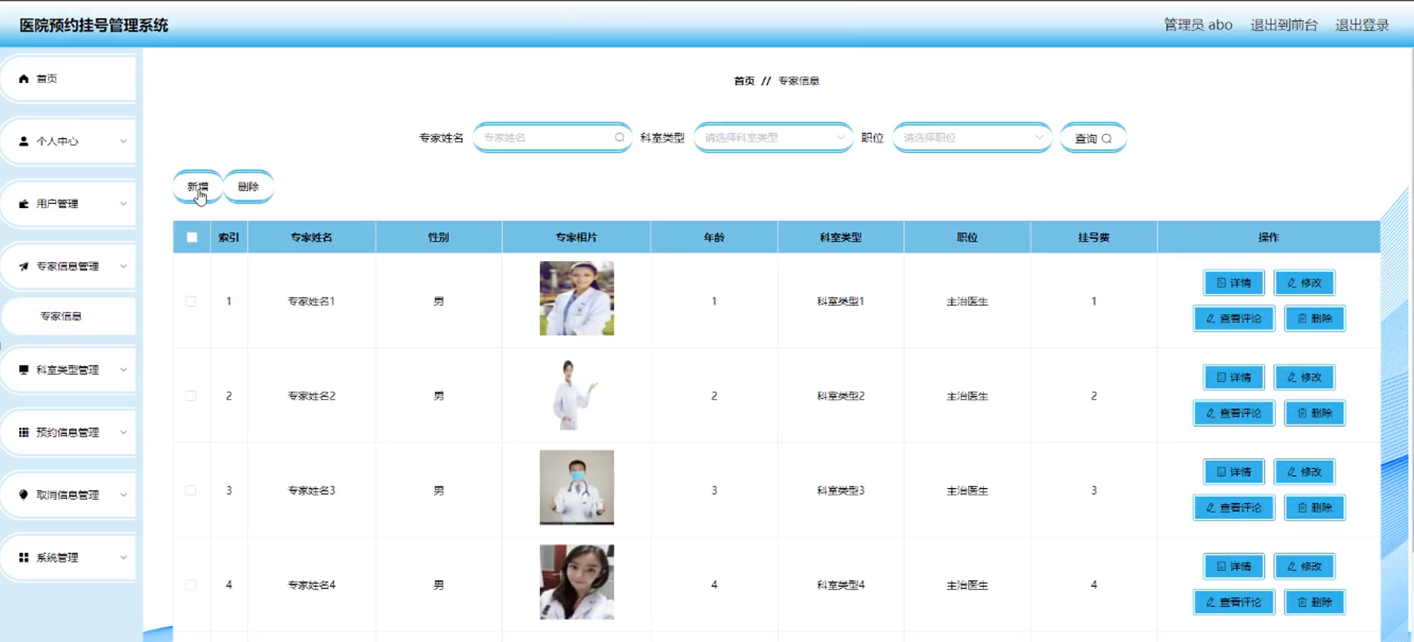 医院预约挂号管理系统
管理员 abo 退出到前台 退出登录
首页
个人中心
用户管理
专家信息管理
专家信息
科室类型管理
预约信息管理
取消信息管理
系统管理
首页 // 专家信息
专家姓名 专家姓名 科室类型 请选择科室类型 职位 请选择职位 查询
新增 删除
索引 专家姓名 性别 专家相片 年龄 科室类型 职位 挂号费 操作
1 专家姓名1 男 1 科室类型1 主治医生 1 详情 修改
查看评论 删除
2 专家姓名2 男 2 科室类型2 主治医生 2 详情 修改
查看评论 删除
3 专家姓名3 男 3 科室类型3 主治医生 3 详情 修改
查看评论 删除
4 专家姓名4 男 4 科室类型4 主治医生 4 详情 修改
查看评论 删除